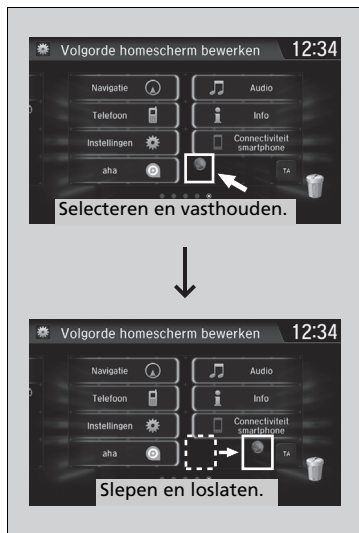 Volgorde homescherm bewerken 12:34
Navigatie Audio
Telefoon Info
Instellingen Connectiviteit
smartphone
aha TA
Selecteren en vasthouden.
Volgorde homescherm bewerken 12:34
Navigatie Audio
Telefoon Info
Instellingen Connectiviteit
smartphone
aha TA
Slepen en loslaten.